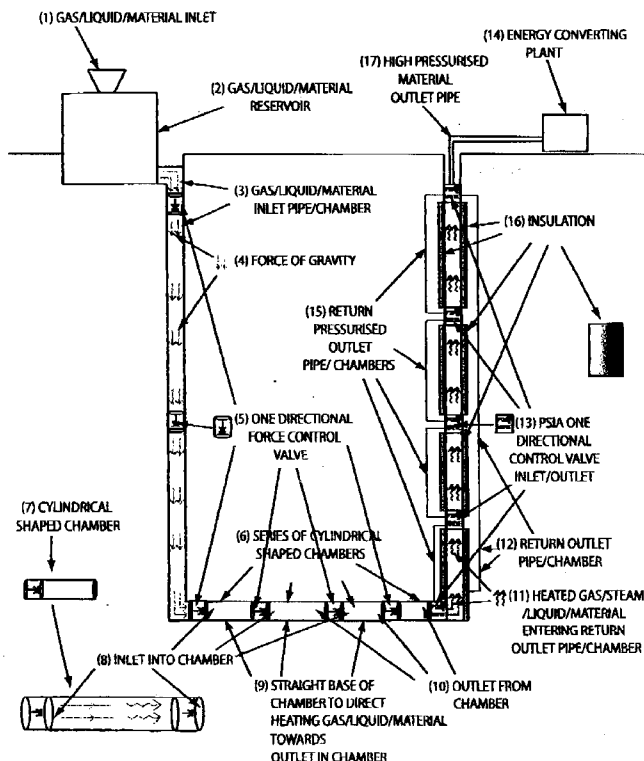 (1) GAS/LIQUID/MATERIAL INLET
(14) ENERGY CONVERTING
PLANT
(17) HIGH PRESSURISED
MATERIAL
OUTLET PIPE
(2) GAS/LIQUID/MATERIAL
RESERVOIR
(3) GAS/LIQUID/MATERIAL
INLET PIPE/CHAMBER
(16) INSULATION
(4) FORCE OF GRAVITY
(15) RETURN
PRESSURISED
OUTLET
PIPE/ CHAMBERS
(5) ONE DIRECTIONAL
FORCE CONTROL
VALVE
(13) PSIA ONE
DIRECTIONAL
CONTROL VALVE
INLET/OUTLET
(7) CYLINDRICAL
SHAPED CHAMBER
(6) SERIES OF CYLINDRICAL
SHAPED CHAMBERS
(12) RETURN OUTLET
PIPE/CHAMBER
(11) HEATED GAS/STEAM
/LIQUID/MATERIAL
ENTERING RETURN
OUTLET PIPE/CHAMBER
(8) INLET INTO CHAMBER
(9) STRAIGHT BASE OF
CHAMBER TO DIRECT
HEATING GAS/LIQUID/MATERIAL
TOWARDS
OUTLET IN CHAMBER
(10) OUTLET FROM
CHAMBER